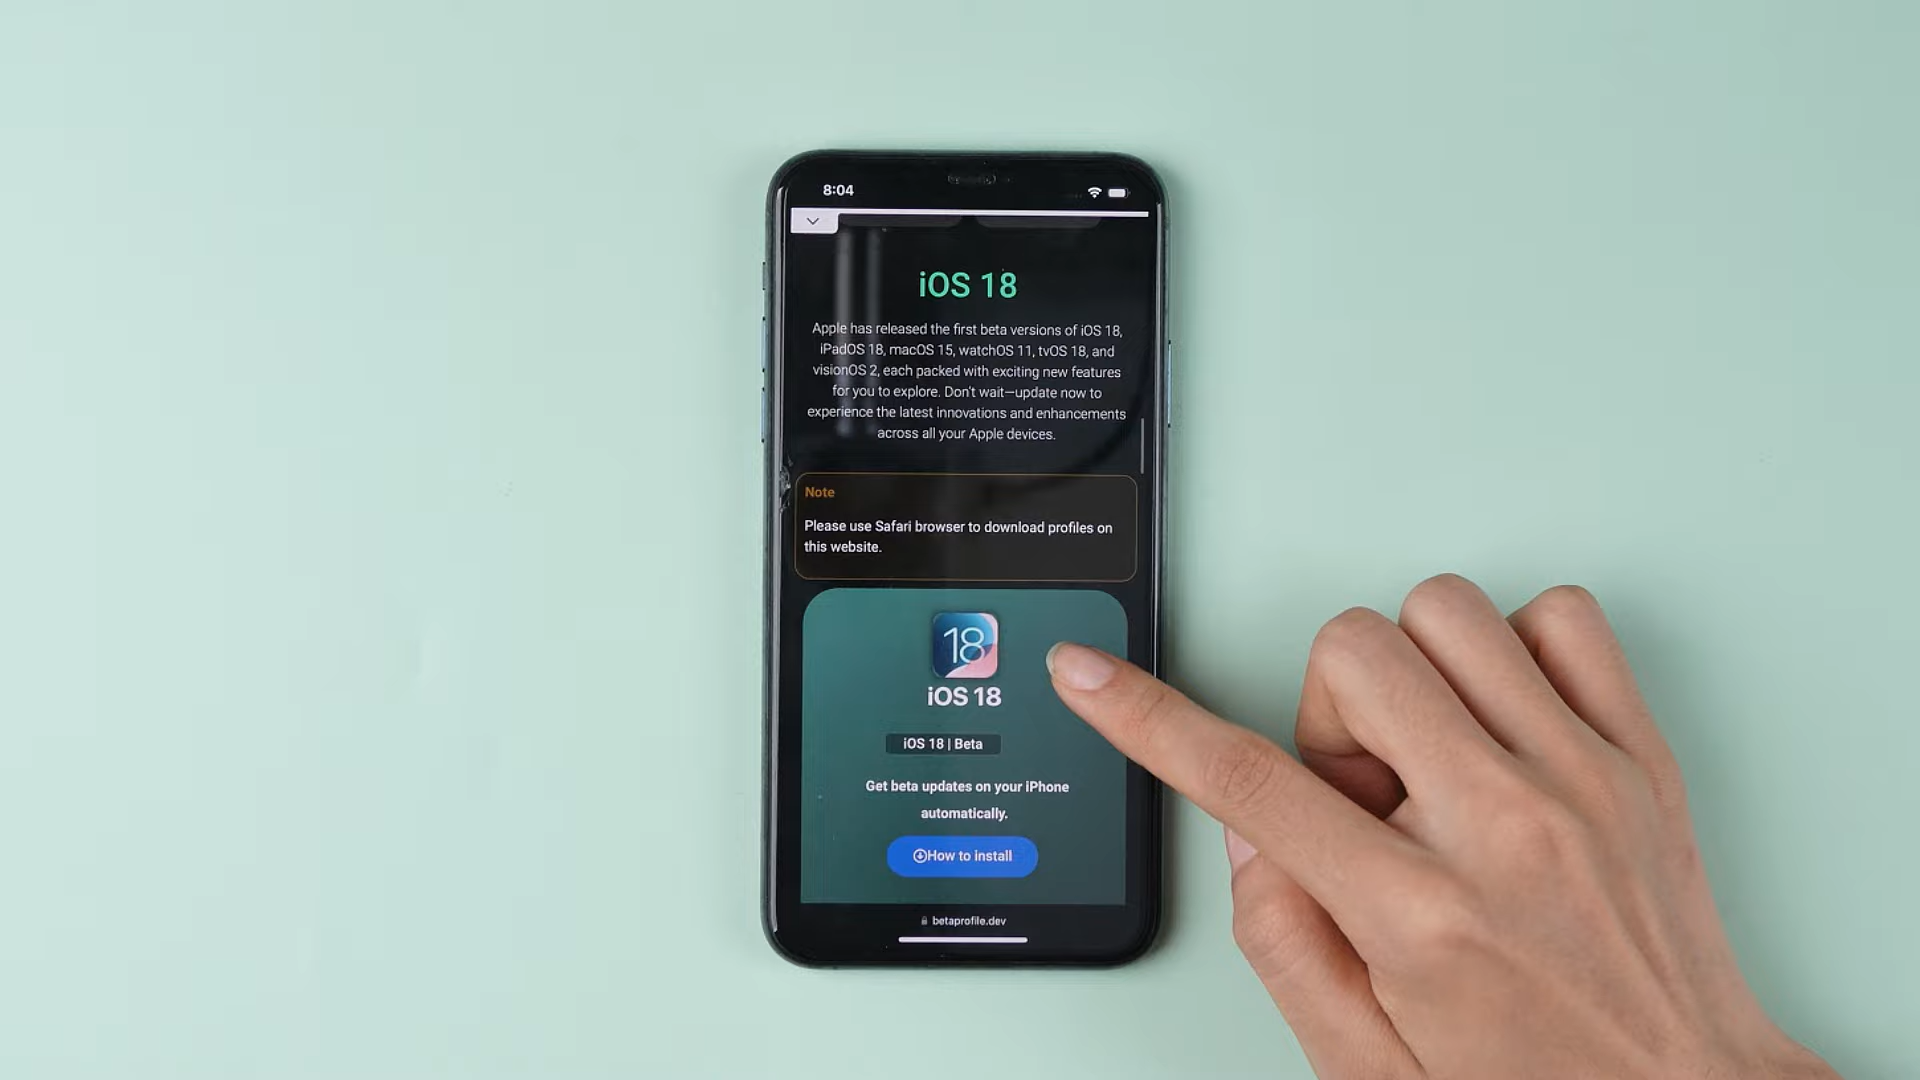 8:04
iOS 18
Apple has released the first beta versions of iOS 18,
iPadOS 18, macOS 15, watchOS 11, tvOS 18, and
visionOS 2, each packed with exciting new features
for you to explore. Don't wait—update now to
experience the latest innovations and enhancements
across all your Apple devices.
Note
Please use Safari browser to download profiles on
this website.
18
iOS 18
iOS 18 | Beta
Get beta updates on your iPhone
automatically.
How to install
betaprofile.dev